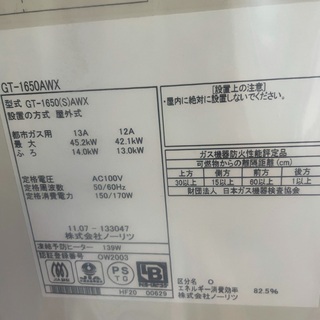 GT-1650AWX
型式 GT-1650(S)AWX
設置の方式 屋外式
都市ガス用 13A 12A
最大 45.2kW 42.1kW
ふろ 14.0kW 13.0kW
定格電圧 AC100V
定格周波数 50/60Hz
定格消費電力 150/170W
11.07-133047
株式会社ノーリツ
凍結予防ヒーター 139W
認証登録番号 OW2003
PS
TG
HF20 00829
[設置上の注意]
・屋内に絶対に設置しないでください。
ガス機器防火性能評定品
可燃物からの離隔距離(cm)
上方 側方 前方 後方
30以上 15以上 60以上 1以上
財団法人 日本ガス機器検査協会
区分名 O
エネルギー消費効率 82.5%